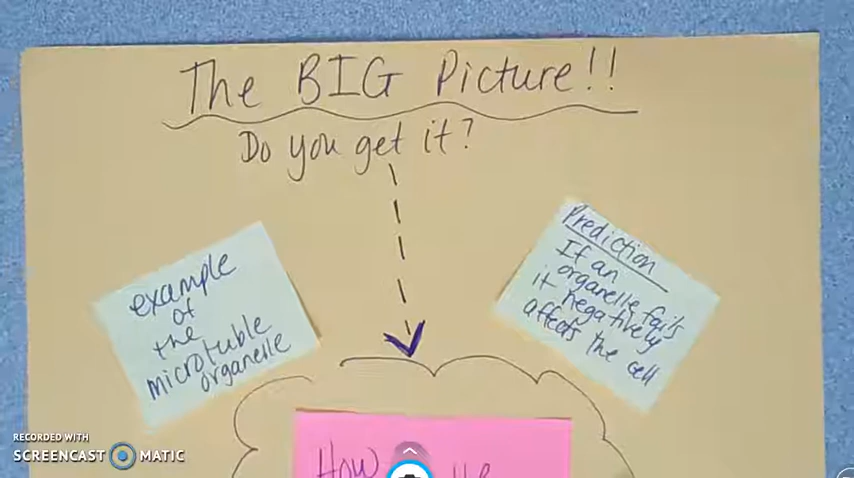 The BIG Picture!!
Do you get it?
example
of
the
microtubule
organelle
Prediction
If an
organelle fails
it negatively
affects the cell
How
RECORDED WITH
SCREENCAST MATIC